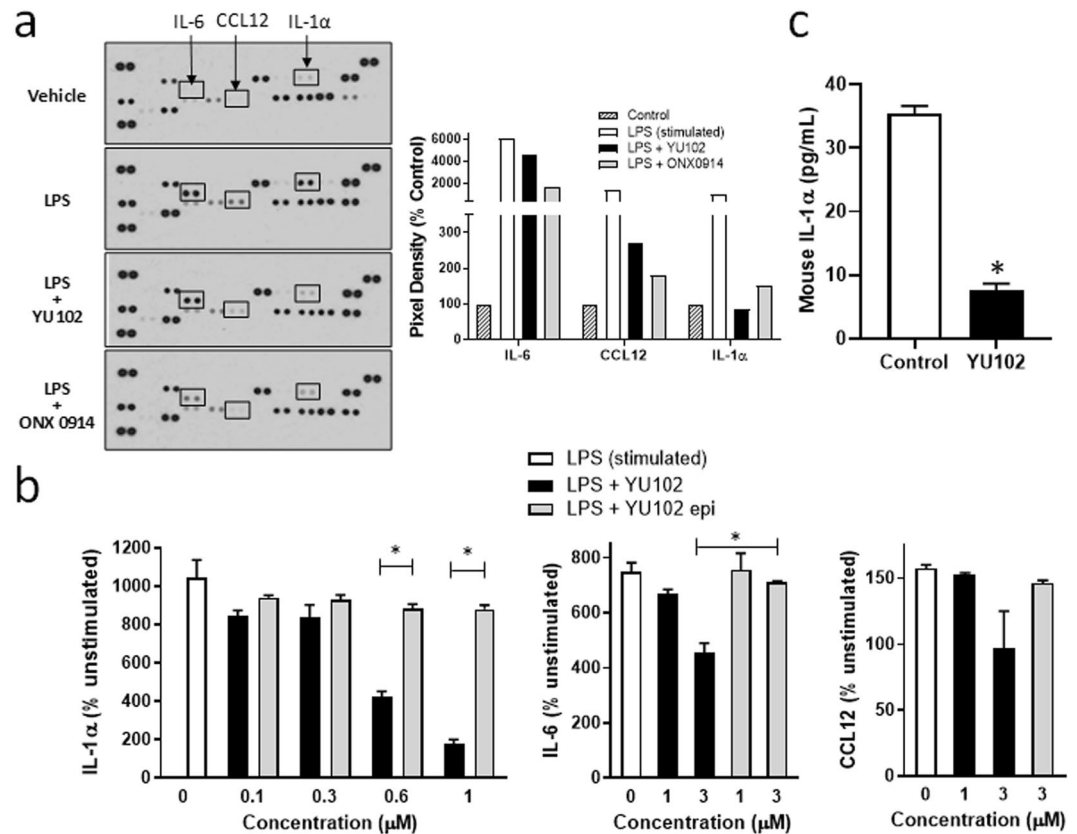 a
IL-6 CCL12 IL-1α
Vehicle
LPS
LPS
+
YU102
LPS
+
ONX 0914
Control
LPS (stimulated)
LPS + YU102
LPS + ONX0914
Pixel Density (% Control)
6000
4000
2000
300
200
100
0
IL-6 CCL12 IL-1α
c
Mouse IL-1α (pg/mL)
40
30
20
10
0
*
Control YU102
b
LPS (stimulated)
LPS + YU102
LPS + YU102 epi
IL-1α (% unstimulated)
1200
1000
800
600
400
200
0
* *
0 0.1 0.3 0.6 1
Concentration (µM)
IL-6 (% unstimulated)
800
600
400
200
0
*
0 1 3 1 3
Concentration (µM)
CCL12 (% unstimulated)
150
100
50
0
0 1 3 3
Concentration (µM)